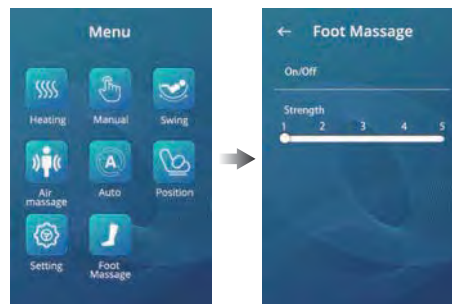 Menu
Heating
Manual
Swing
Air
massage
A
Auto
Position
Setting
Foot
Massage
← Foot Massage
On/Off
Strength
1 2 3 4 5